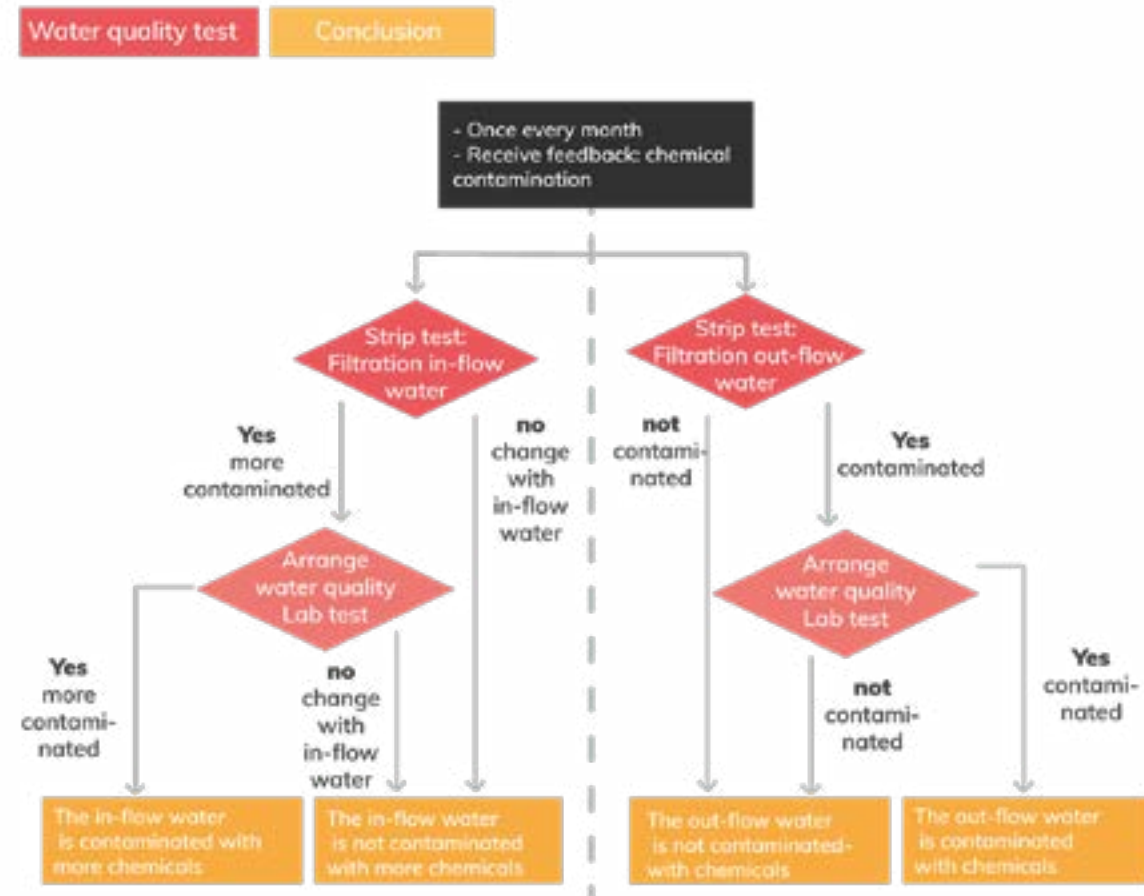 Water quality test
Conclusion
- Once every month
- Receive feedback: chemical
contamination
Strip test:
Filtration in-flow
water
Strip test:
Filtration out-flow
water
Yes
more
contaminated
no
change
with
in-flow
water
not
contami-
nated
Yes
contaminated
Arrange
water quality
Lab test
Arrange
water quality
Lab test
Yes
more
contami-
nated
no
change
with
in-flow
water
not
contami-
nated
Yes
contami-
nated
The in-flow water
is contaminated with
more chemicals
The in-flow water
is not contaminated
with more chemicals
The out-flow water
is not contaminated-
with chemicals
The out-flow water
is contaminated
with chemicals